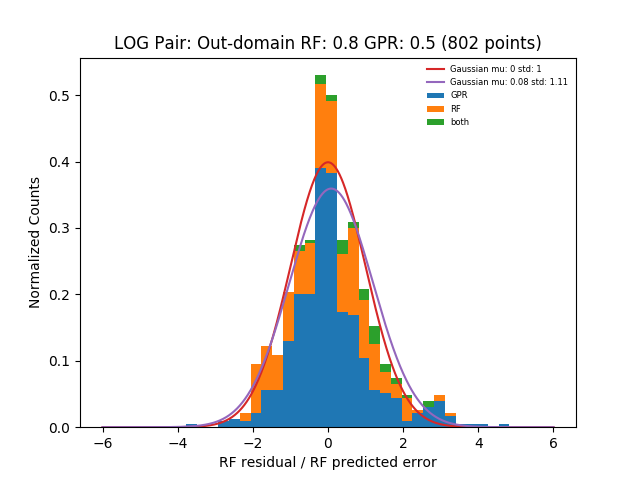 LOG Pair: Out-domain RF: 0.8 GPR: 0.5 (802 points)
Gaussian mu: 0 std: 1
Gaussian mu: 0.08 std: 1.11
GPR
RF
both
Normalized Counts
0.5
0.4
0.3
0.2
0.1
0.0
−6 −4 −2 0 2 4 6
RF residual / RF predicted error